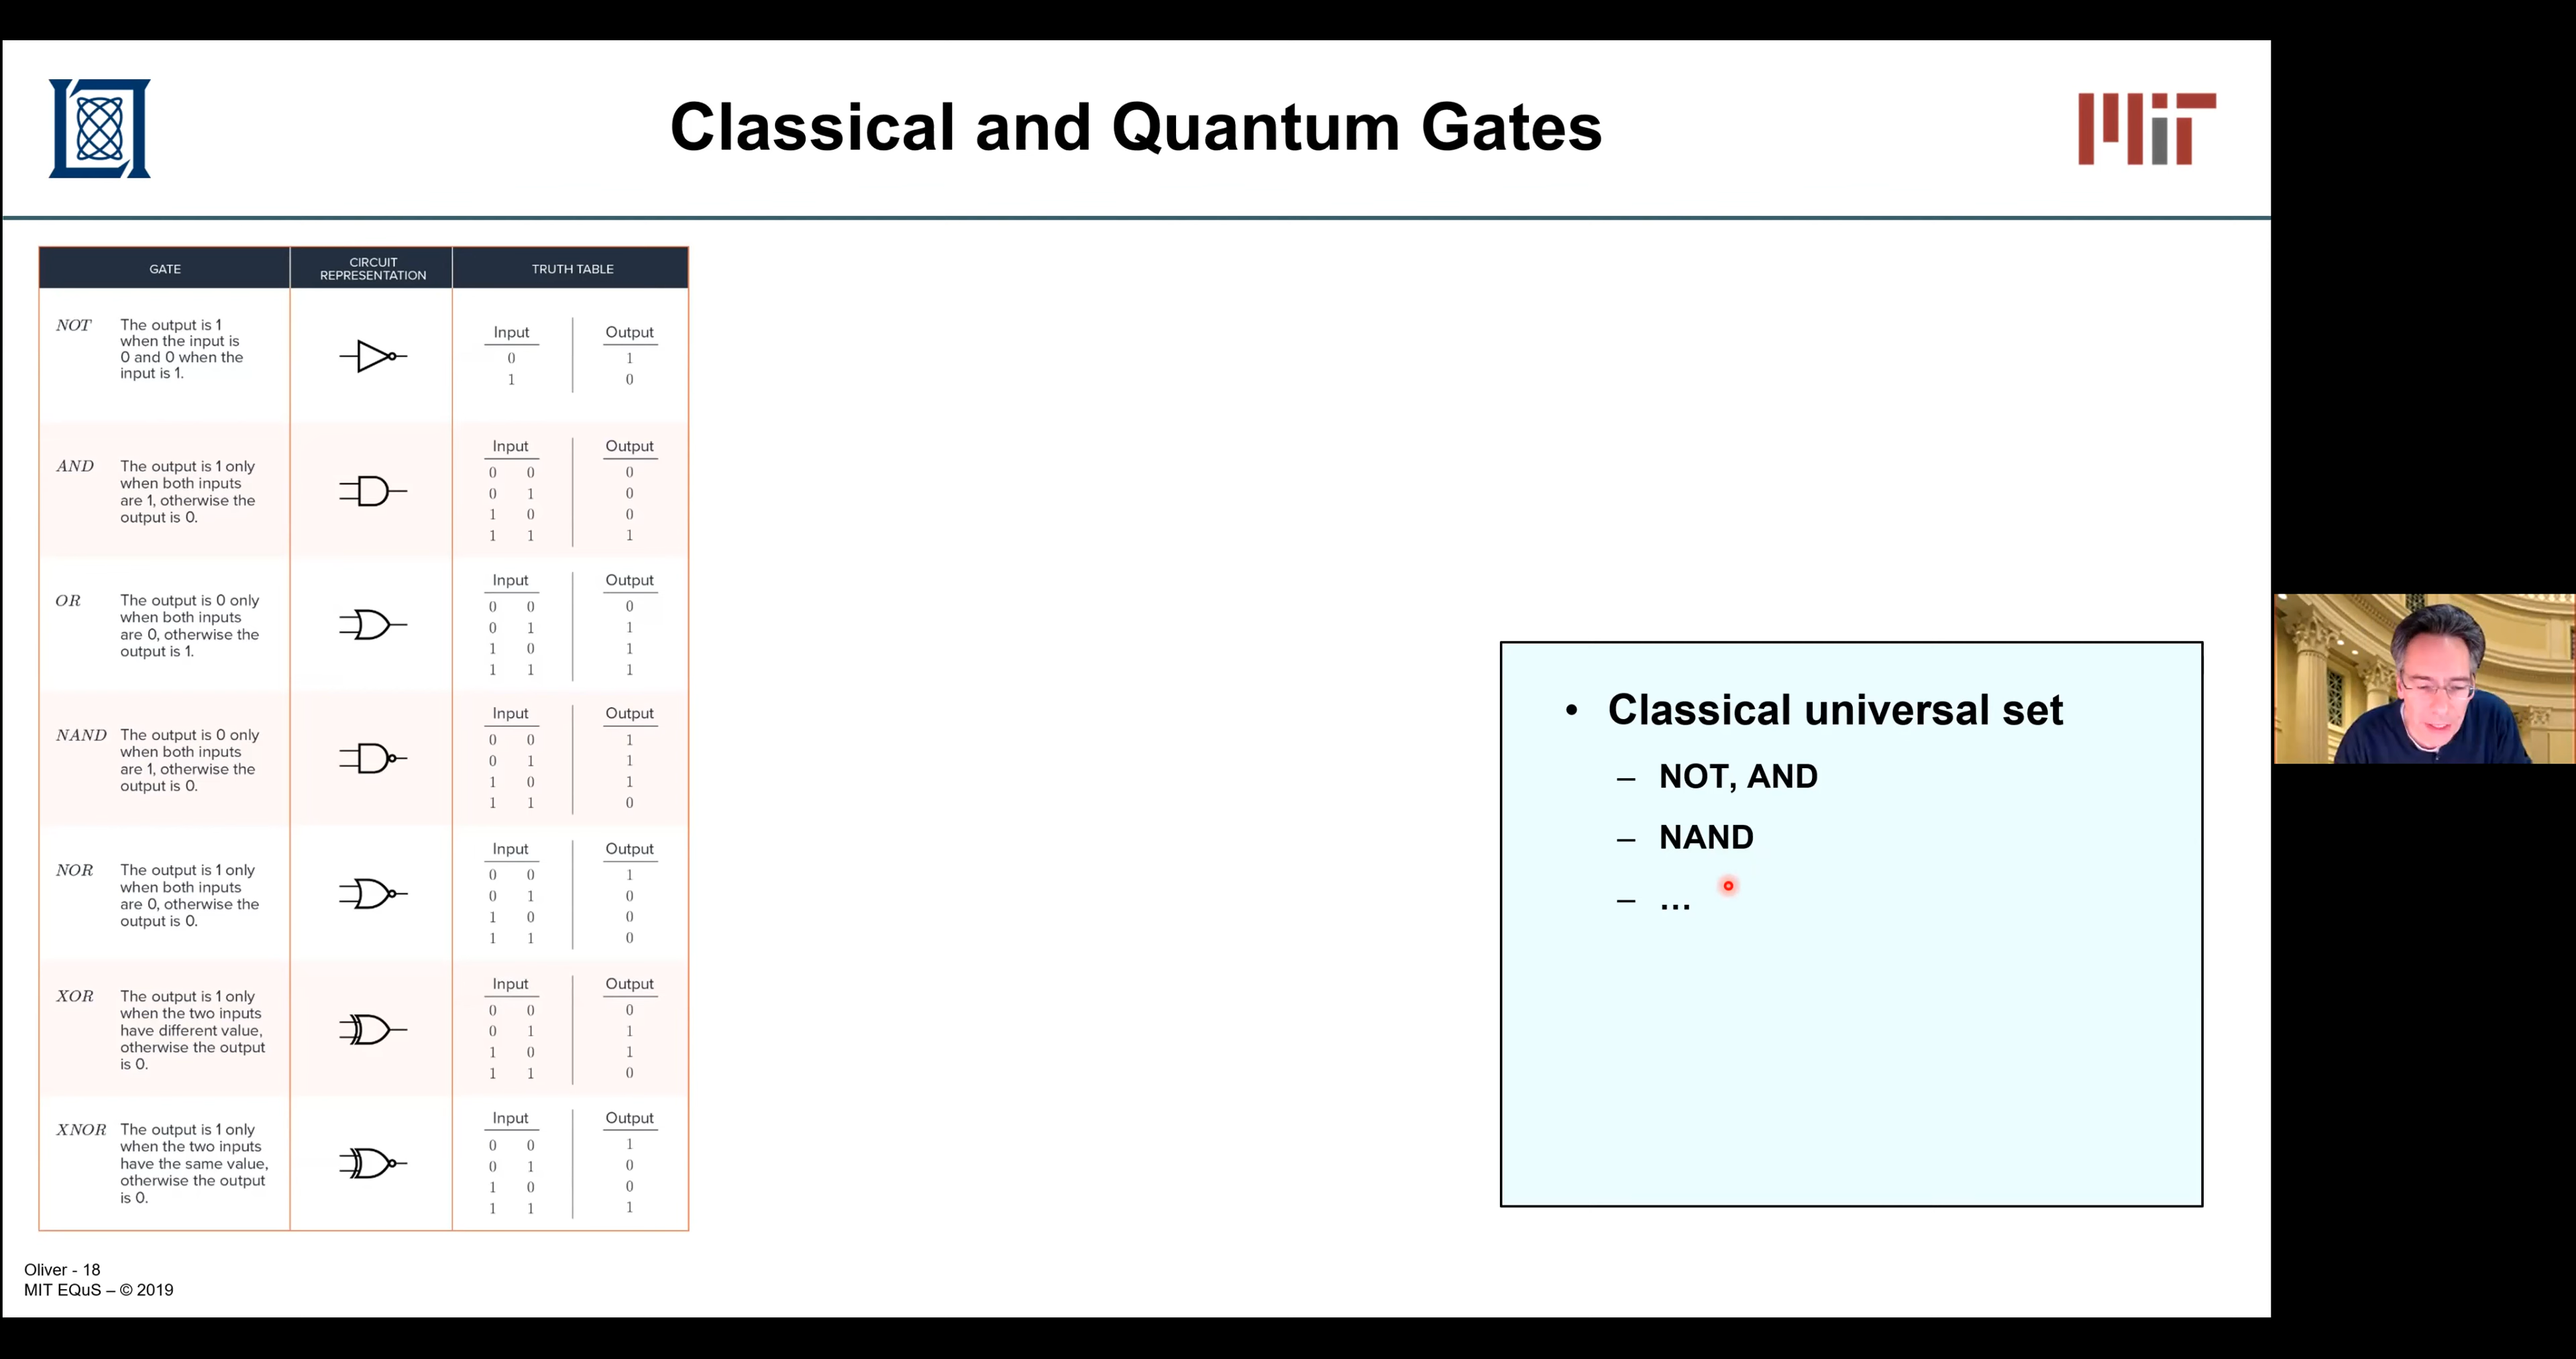 Classical and Quantum Gates
MIT
GATE
CIRCUIT
REPRESENTATION
TRUTH TABLE
NOT
The output is 1
when the input is
0 and 0 when the
input is 1.
Input Output
0 1
1 0
AND
The output is 1 only
when both inputs
are 1, otherwise the
output is 0.
Input Output
0 0 0
0 1 0
1 0 0
1 1 1
OR
The output is 0 only
when both inputs
are 0, otherwise the
output is 1.
Input Output
0 0 0
0 1 1
1 0 1
1 1 1
NAND
The output is 0 only
when both inputs
are 1, otherwise the
output is 0.
Input Output
0 0 1
0 1 1
1 0 1
1 1 0
NOR
The output is 1 only
when both inputs
are 0, otherwise the
output is 0.
Input Output
0 0 1
0 1 0
1 0 0
1 1 0
XOR
The output is 1 only
when the two inputs
have different value,
otherwise the output
is 0.
Input Output
0 0 0
0 1 1
1 0 1
1 1 0
XNOR
The output is 1 only
when the two inputs
have the same value,
otherwise the output
is 0.
Input Output
0 0 1
0 1 0
1 0 0
1 1 1
• Classical universal set
– NOT, AND
– NAND
– ...
Oliver - 18
MIT EQuS – © 2019